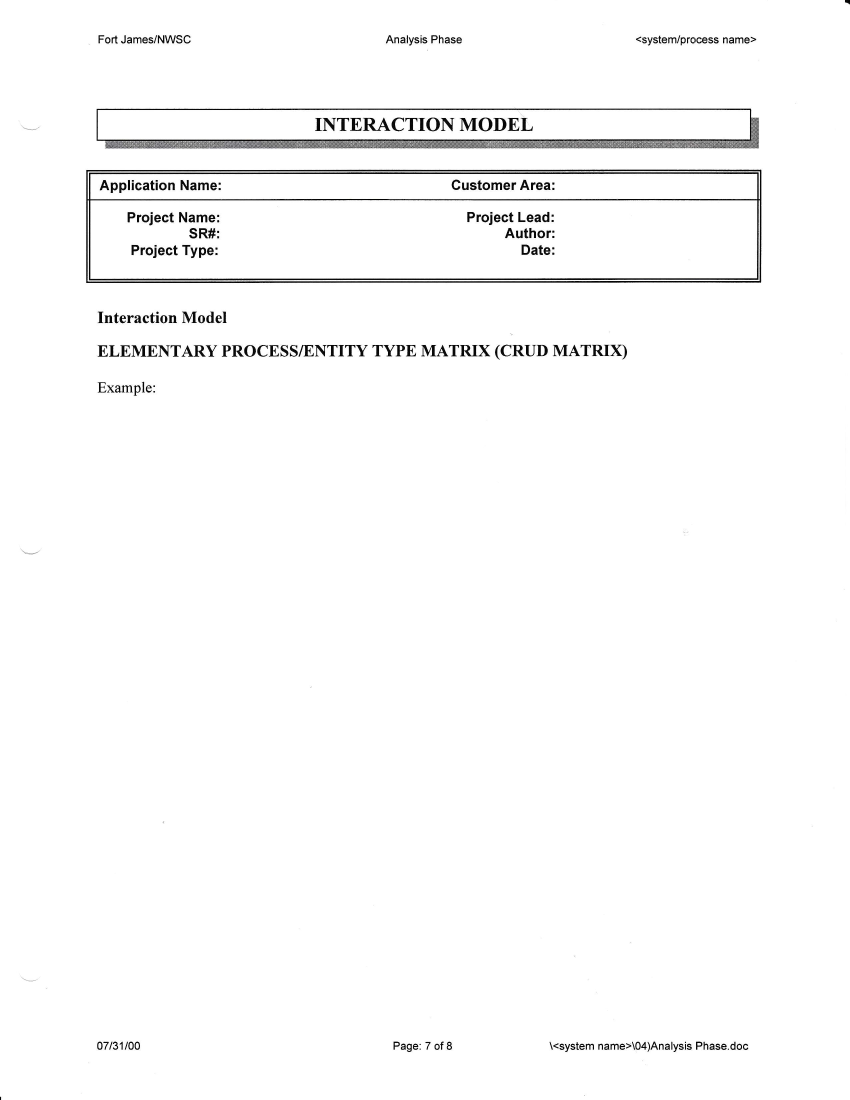 Fort James/NWSC Analysis Phase <system/process name>
INTERACTION MODEL
Application Name: Customer Area:
Project Name: Project Lead:
SR#: Author:
Project Type: Date:
Interaction Model
ELEMENTARY PROCESS/ENTITY TYPE MATRIX (CRUD MATRIX)
Example:
07/31/00 Page: 7 of 8 \<system name>\04)Analysis Phase.doc